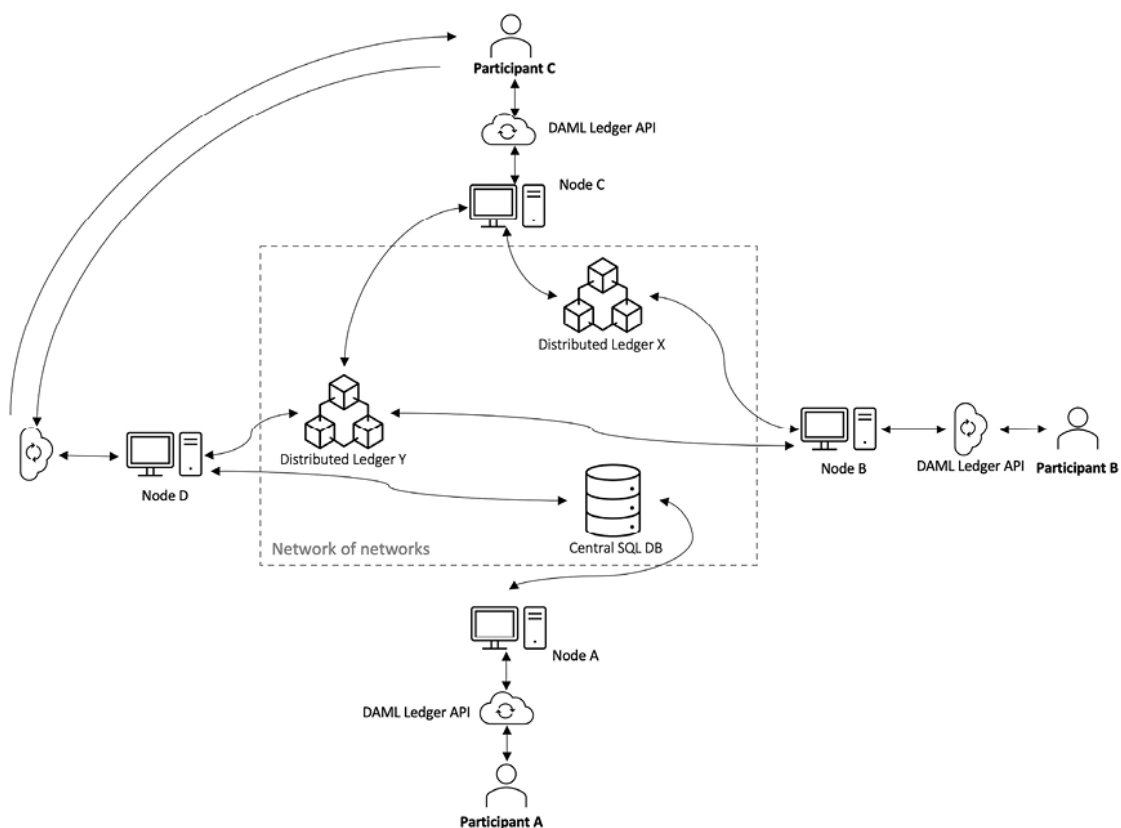 Participant C
DAML Ledger API
Node C
Distributed Ledger X
Distributed Ledger Y
Node B
DAML Ledger API
Participant B
Node D
Central SQL DB
Network of networks
Node A
DAML Ledger API
Participant A